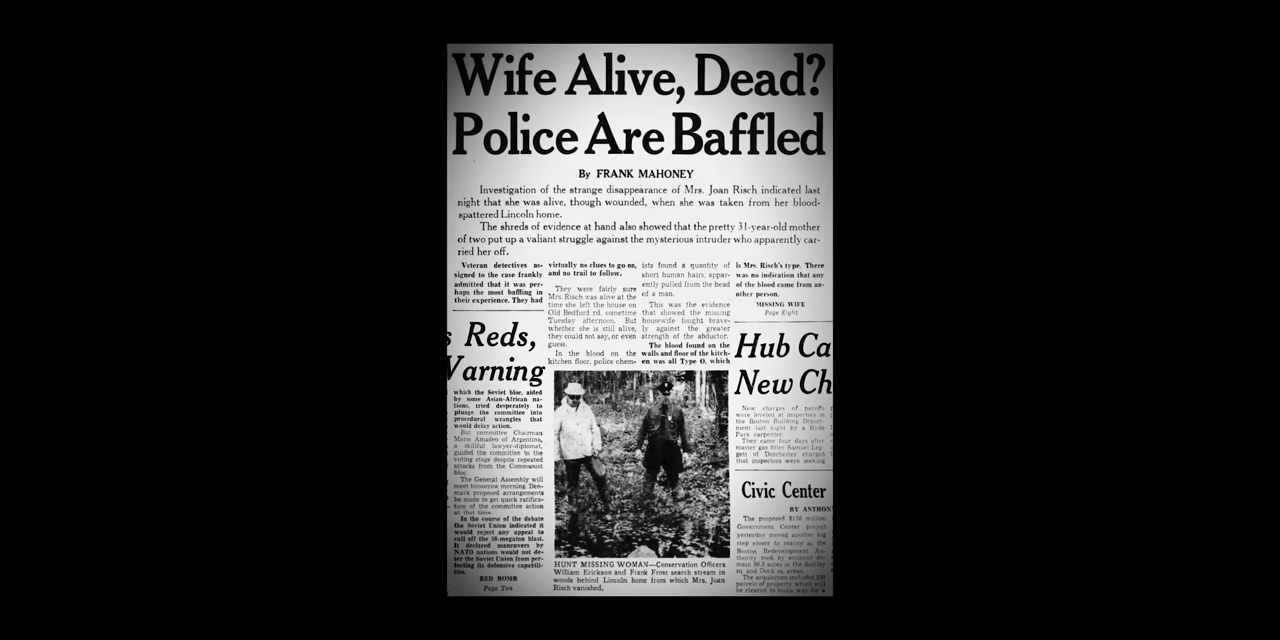 Wife Alive, Dead?
Police Are Baffled
By FRANK MAHONEY
Investigation of the strange disappearance of Mrs. Joan Risch indicated last
night that she was alive, though wounded, when she was taken from her blood-
spattered Lincoln home.
The shreds of evidence at hand also showed that the pretty 31-year-old mother
of two put up a valiant struggle against the mysterious intruder who apparently car-
ried her off.
Veteran detectives as-
signed to the case frankly
admitted that it was per-
haps the most baffling in
their experience. They had
virtually no clues to go on,
and no trail to follow.
They were fairly sure
Mrs. Risch was alive at the
time she left the house on
Old Bedford rd. sometime
Tuesday afternoon. But
whether she is still alive,
they could not say, or even
guess.
In the blood on the
kitchen floor, police chem-
ists found a quantity of
short human hairs, appar-
ently pulled from the head
of a man.
This was the evidence
that showed the missing
housewife fought brave-
ly against the greater
strength of the abductor.
The blood found on the
walls and floor of the kitch-
en was all Type O, which
is Mrs. Risch's type. There
was no indication that any
of the blood came from an-
other person.
MISSING WIFE
Page Eight
s Reds,
Warning
which the Soviet bloc, aided
by some Asian-African na-
tions, tried desperately to
plunge the committee into
procedural wrangles that
would delay action.
But committee Chairman
Mario Amadeo of Argentina,
a skillful lawyer-diplomat,
guided the committee to the
voting stage despite repeated
attacks from the Communist
bloc.
The General Assembly will
meet tomorrow morning. Den-
mark proposed arrangements
be made to get quick ratifica-
tion of the committee action
at that time.
In the course of the debate
the Soviet Union indicated it
would reject any appeal to
call off the 50-megaton blast.
It declared maneuvers by
NATO nations would not de-
ter the Soviet Union from per-
fecting its defensive capabili-
ties.
RED BOMB
Page Ten
HUNT MISSING WOMAN—Conservation Officers
William Erickson and Frank Frost search stream in
woods behind Lincoln home from which Mrs. Joan
Risch vanished.
Hub Ca
New Ch
New charges of payoffs
were leveled at inspectors in
the Boston Building Depart-
ment last night by a Hyde
Park carpenter.
They came four days after
master gas fitter Samuel Leg-
gett of Dorchester charged
that inspectors were seeking
Civic Center
BY ANTHON
The proposed $150 million
Government Center project
yesterday moved another big
step closer to reality as the
Boston Redevelopment Au-
thority took by eminent do-
main 30.3 acres in the Scollay
sq. and Dock sq. areas.
The acquisition included 339
parcels of property which will
be cleared to make way for a